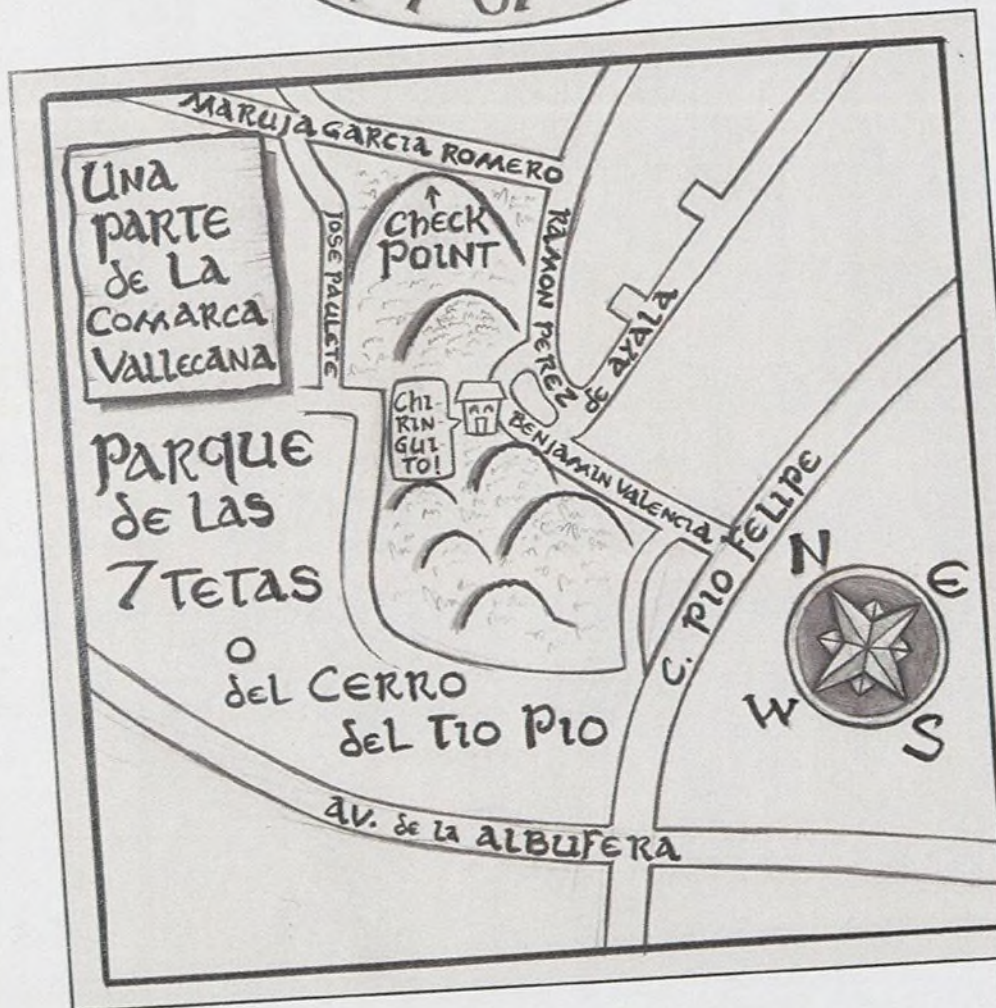 MARUJA GARCIA ROMERO
UNA
PARTE
de LA
COMARCA
VALLECANA
JOSE PAULETE
CHECK
POINT
RAMON PEREZ
de AYALA
CHI-
RIN-
GUI-
TO!
BENJAMIN VALENCIA
PARQUE
de LAS
7 TETAS
O
del CERRO
del TIO PIO
C. PIO FELIPE
N
E
W
S
AV. de la ALBUFERA